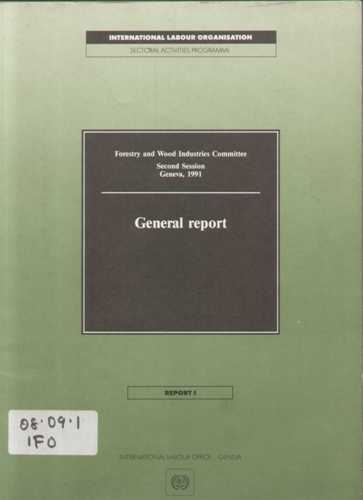 INTERNATIONAL LABOUR ORGANISATION
SECTORAL ACTIVITIES PROGRAMME
Forestry and Wood Industries Committee
Second Session
Geneva, 1991
General report
REPORT I
08.09.1
IFO
INTERNATIONAL LABOUR OFFICE GENEVA